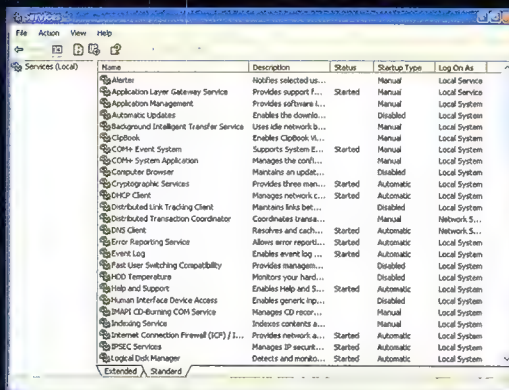 Services
File Action View Help
Services (Local)
Name Description Status Startup Type Log On As
Alerter Notifies selected us... Manual Local Service
Application Layer Gateway Service Provides support f... Started Manual Local Service
Application Management Provides software i... Manual Local System
Automatic Updates Enables the downlo... Disabled Local System
Background Intelligent Transfer Service Uses idle network b... Manual Local System
ClipBook Enables ClipBook Vi... Manual Local System
COM+ Event System Supports System E... Started Manual Local System
COM+ System Application Manages the confi... Manual Local System
Computer Browser Maintains an updat... Disabled Local System
Cryptographic Services Provides three man... Started Automatic Local System
DHCP Client Manages network c... Started Automatic Local System
Distributed Link Tracking Client Maintains links bet... Disabled Local System
Distributed Transaction Coordinator Coordinates transa... Manual Network S...
DNS Client Resolves and cach... Started Automatic Network S...
Error Reporting Service Allows error reporti... Started Automatic Local System
Event Log Enables event log ... Started Automatic Local System
Fast User Switching Compatibility Provides managem... Disabled Local System
HDD Temperature Monitors your hard... Disabled Local System
Help and Support Enables Help and S... Started Automatic Local System
Human Interface Device Access Enables generic inp... Disabled Local System
IMAPI CD-Burning COM Service Manages CD recor... Manual Local System
Indexing Service Indexes contents a... Manual Local System
Internet Connection Firewall (ICF) / I... Provides network a... Started Automatic Local System
IPSEC Services Manages IP securit... Started Automatic Local System
Logical Disk Manager Detects and monito... Started Automatic Local System
Extended Standard